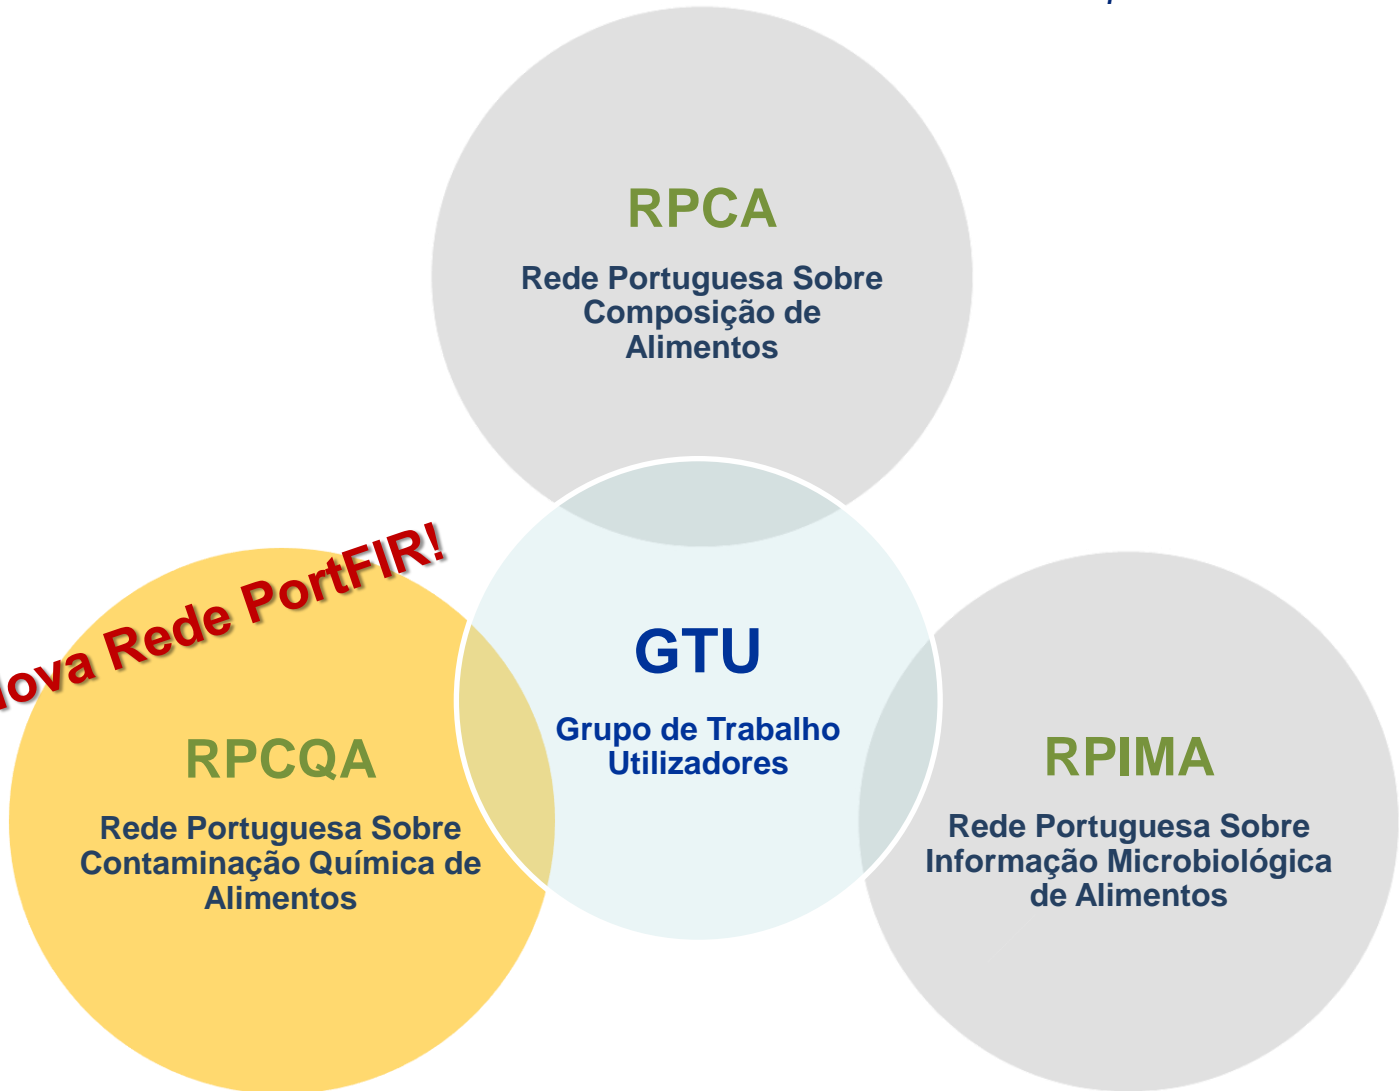 RPCA
Rede Portuguesa Sobre
Composição de
Alimentos
Nova Rede PortFIR!
GTU
Grupo de Trabalho
Utilizadores
RPCQA
Rede Portuguesa Sobre
Contaminação Química de
Alimentos
RPIMA
Rede Portuguesa Sobre
Informação Microbiológica
de Alimentos